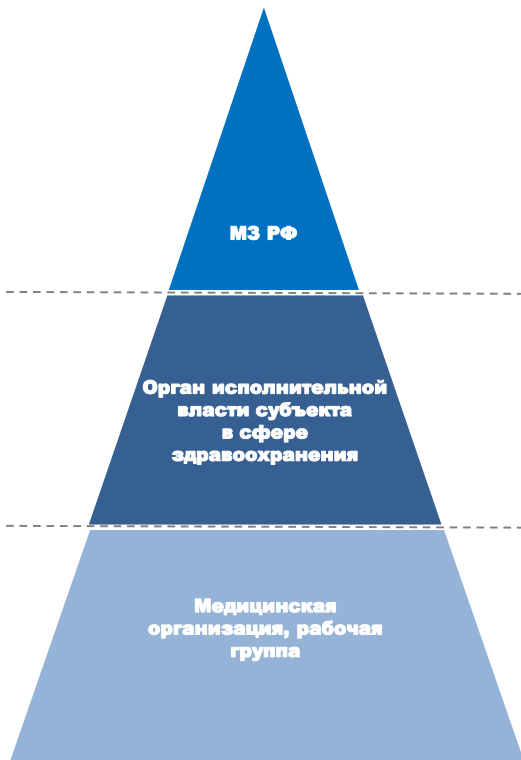 МЗ РФ
Орган исполнительной
власти субъекта
в сфере
здравоохранения
Медицинская
организация, рабочая
группа